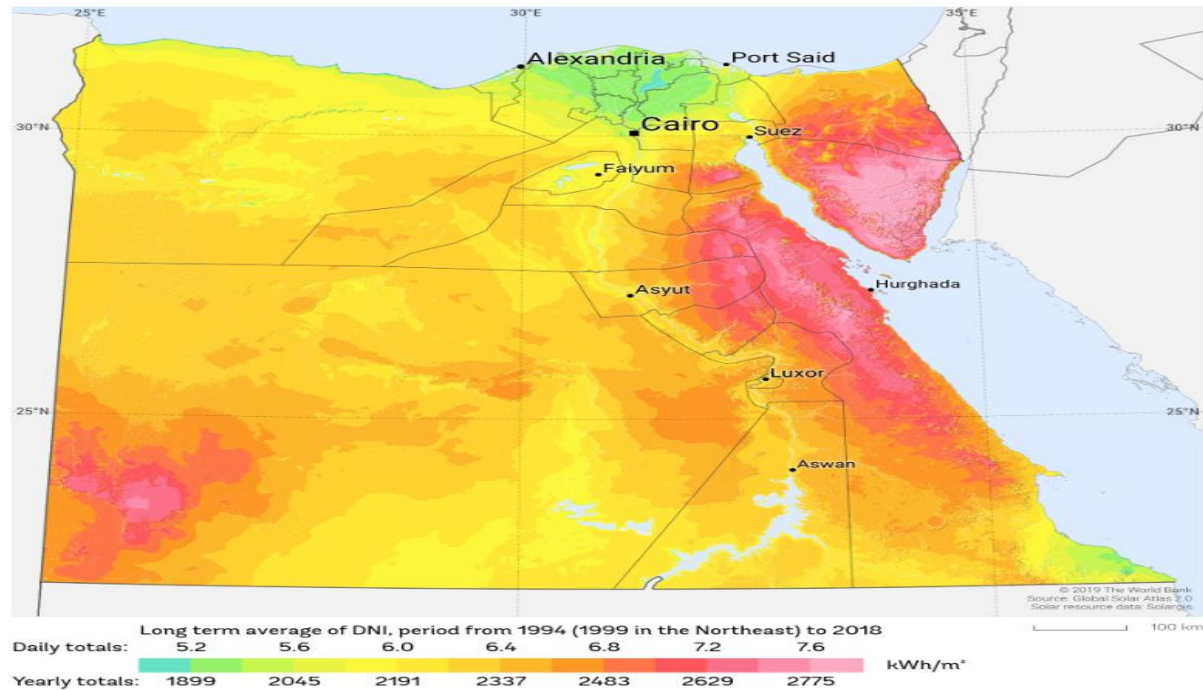 25°E 30°E 35°E
Alexandria
Port Said
30°N Cairo Suez 30°N
Faiyum
Asyut
Hurghada
Luxor
25°N 25°N
Aswan
© 2019 The World Bank
Source: Global Solar Atlas 2.0
Solar resource data: Solargis
Long term average of DNI, period from 1994 (1999 in the Northeast) to 2018
100 km
Daily totals: 5.2 5.6 6.0 6.4 6.8 7.2 7.6
kWh/m²
Yearly totals: 1899 2045 2191 2337 2483 2629 2775